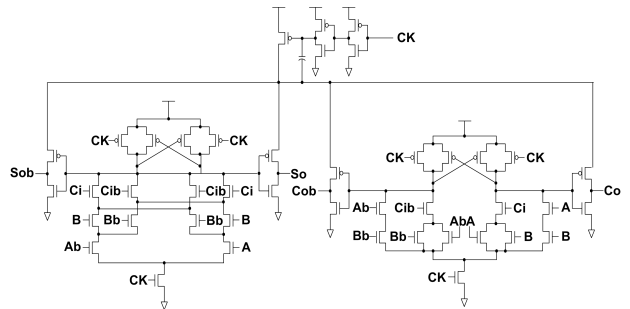 CK
CK CK
CK CK
Sob So Cob Co
Ci Cib Cib Ci
Ab Cib Ci A
B Bb Bb B
Bb Bb AbA B B
Ab A
CK
CK